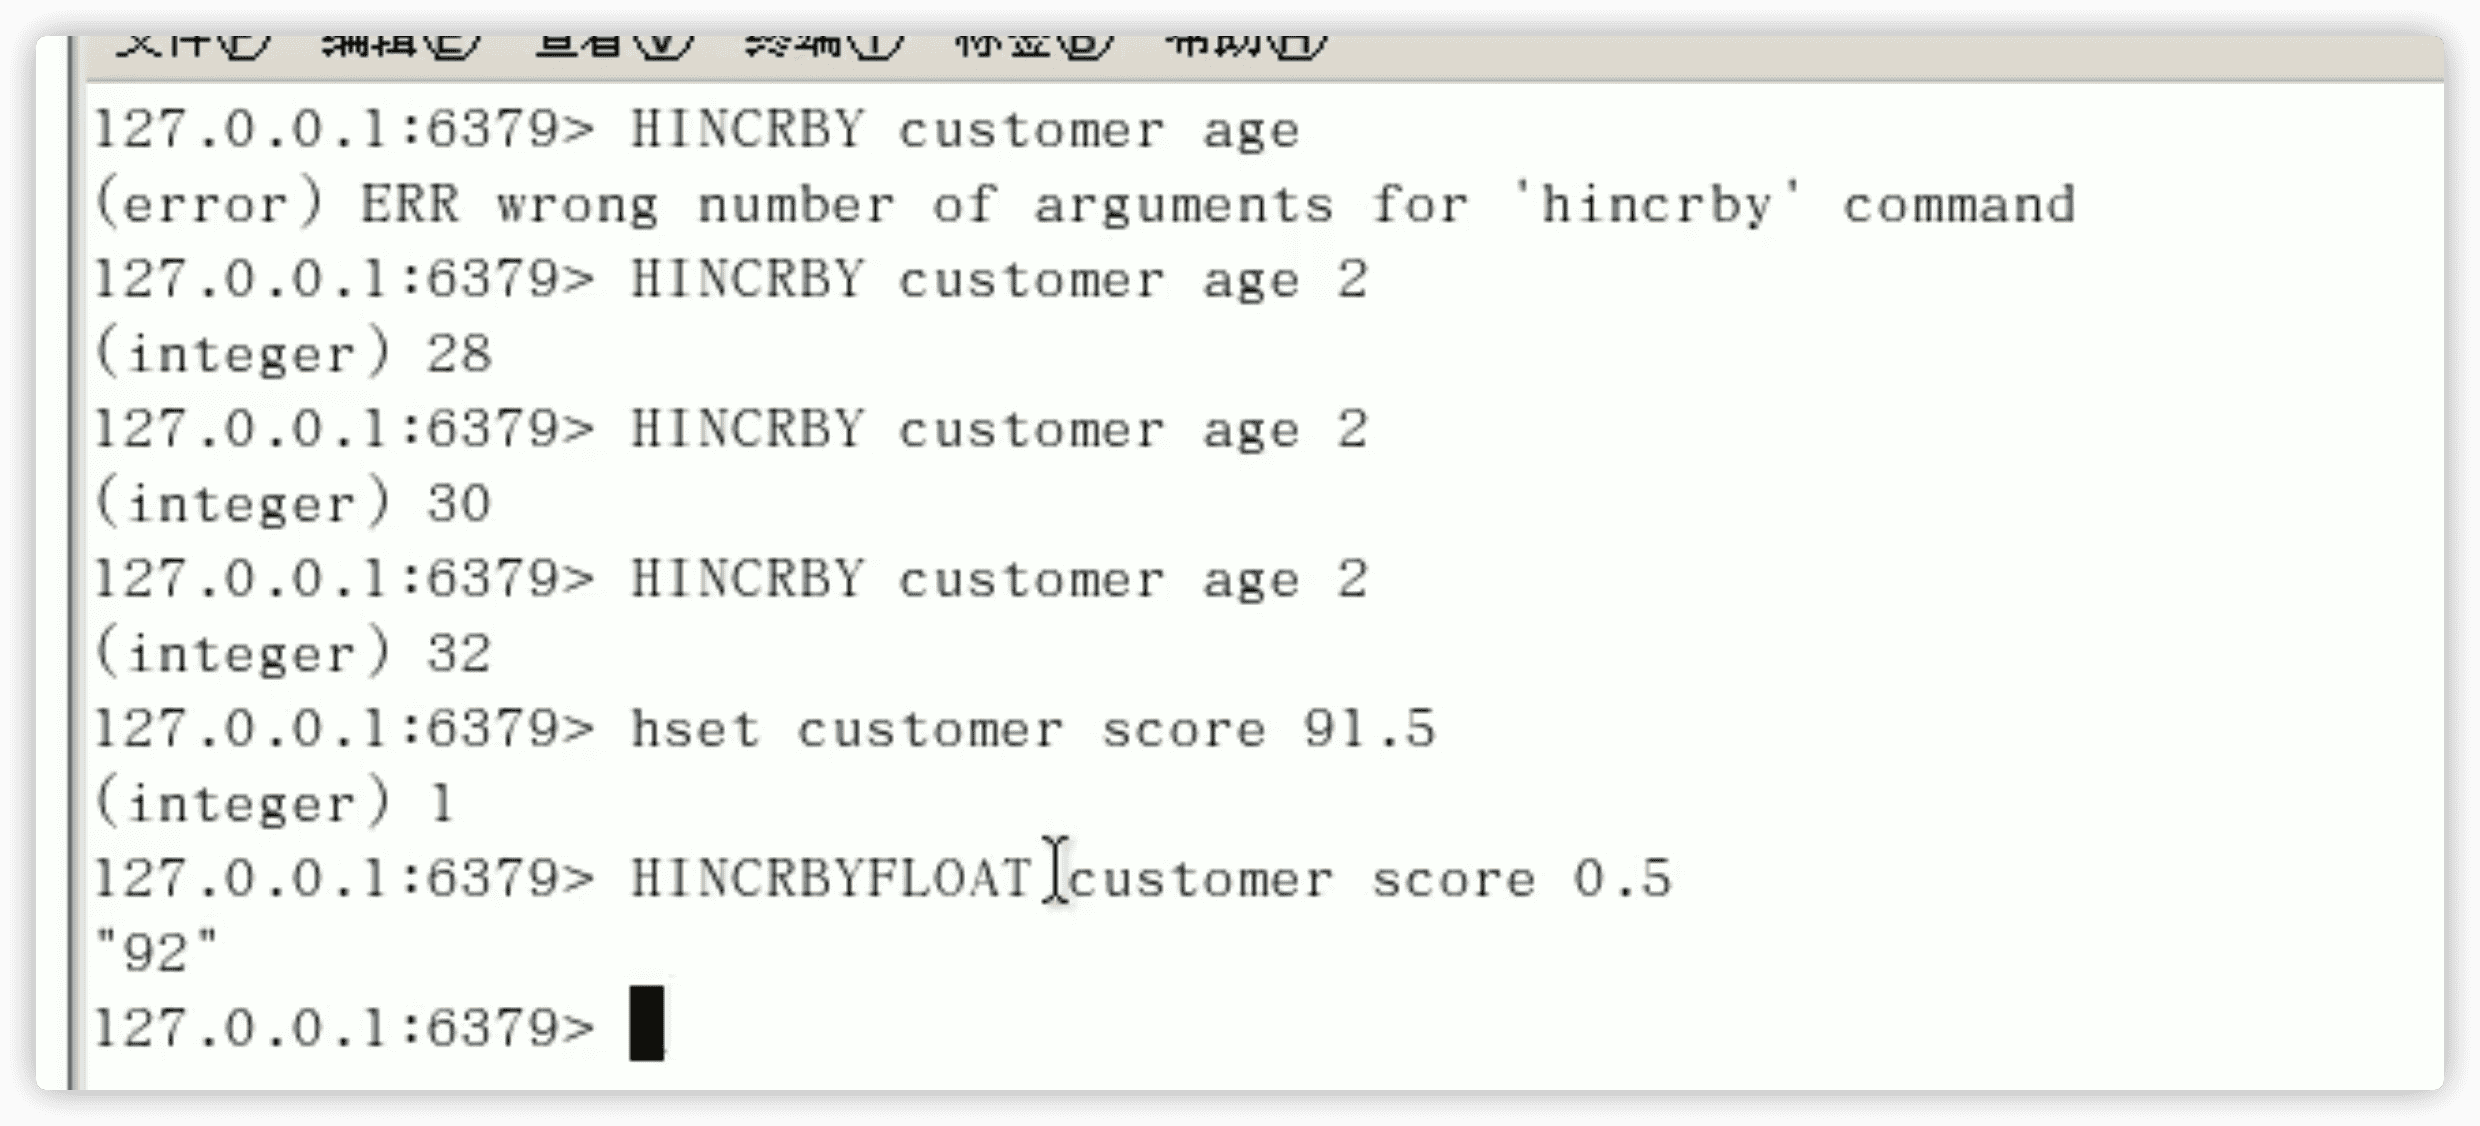 文件(F) 编辑(E) 查看(V) 终端(T) 标签(B) 帮助(H)
127.0.0.1:6379> HINCRBY customer age
(error) ERR wrong number of arguments for 'hincrby' command
127.0.0.1:6379> HINCRBY customer age 2
(integer) 28
127.0.0.1:6379> HINCRBY customer age 2
(integer) 30
127.0.0.1:6379> HINCRBY customer age 2
(integer) 32
127.0.0.1:6379> hset customer score 91.5
(integer) 1
127.0.0.1:6379> HINCRBYFLOAT customer score 0.5
"92"
127.0.0.1:6379>